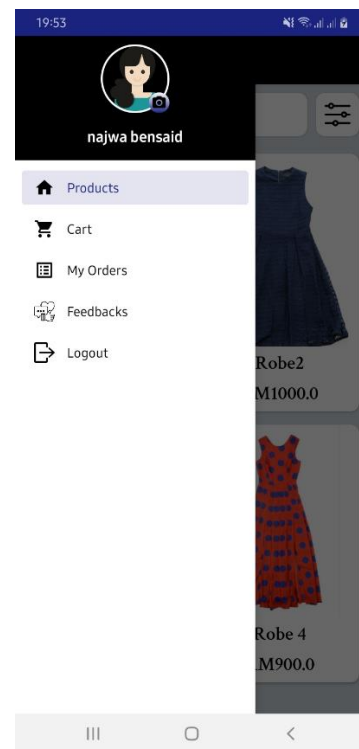 19:53
najwa bensaid
Products
Cart
My Orders
Feedbacks
Logout
Robe2
M1000.0
Robe 4
M900.0